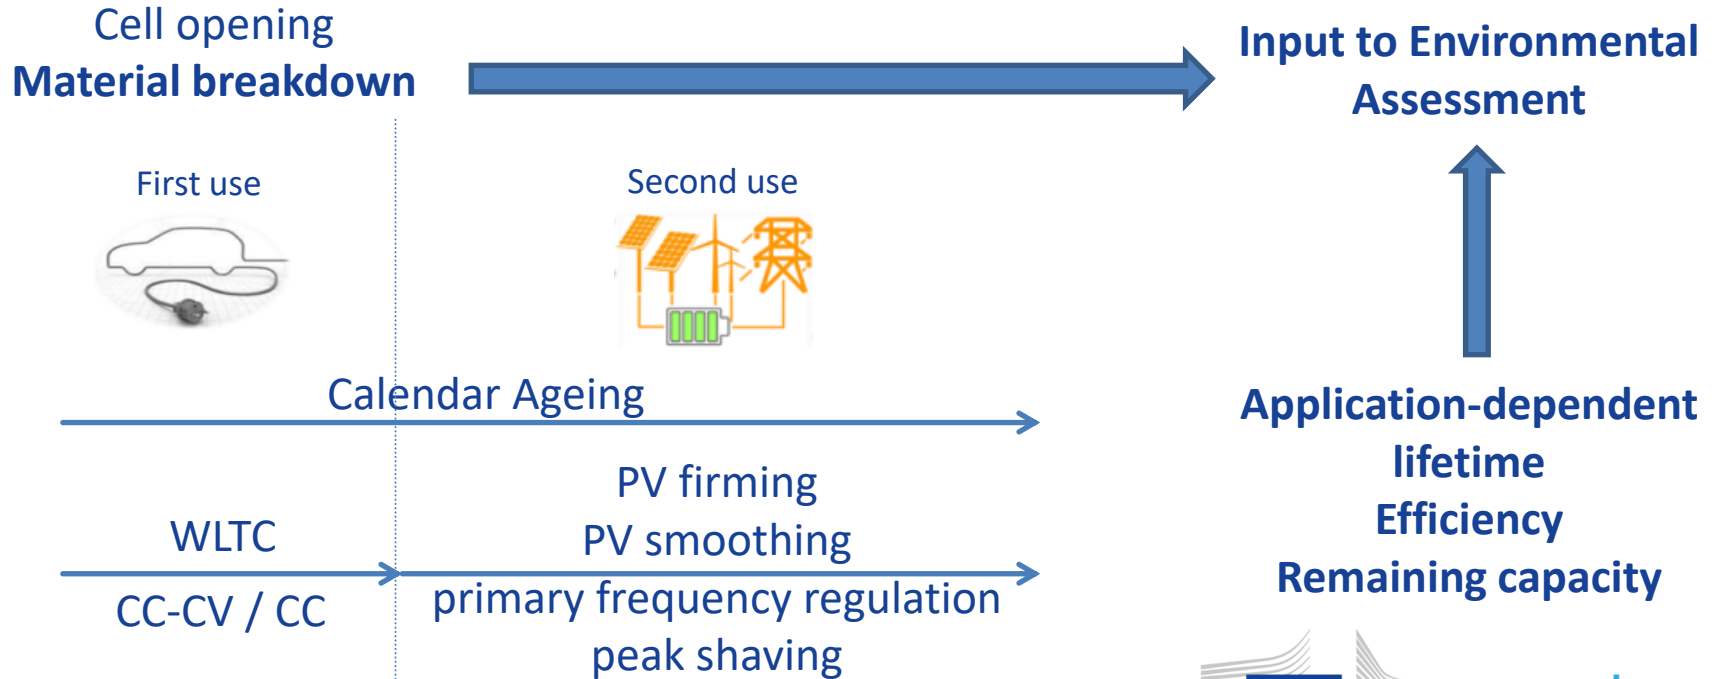 Cell opening
Material breakdown
Input to Environmental
Assessment
First use
Second use
Calendar Ageing
Application-dependent
lifetime
Efficiency
Remaining capacity
WLTC
CC-CV / CC
PV firming
PV smoothing
primary frequency regulation
peak shaving